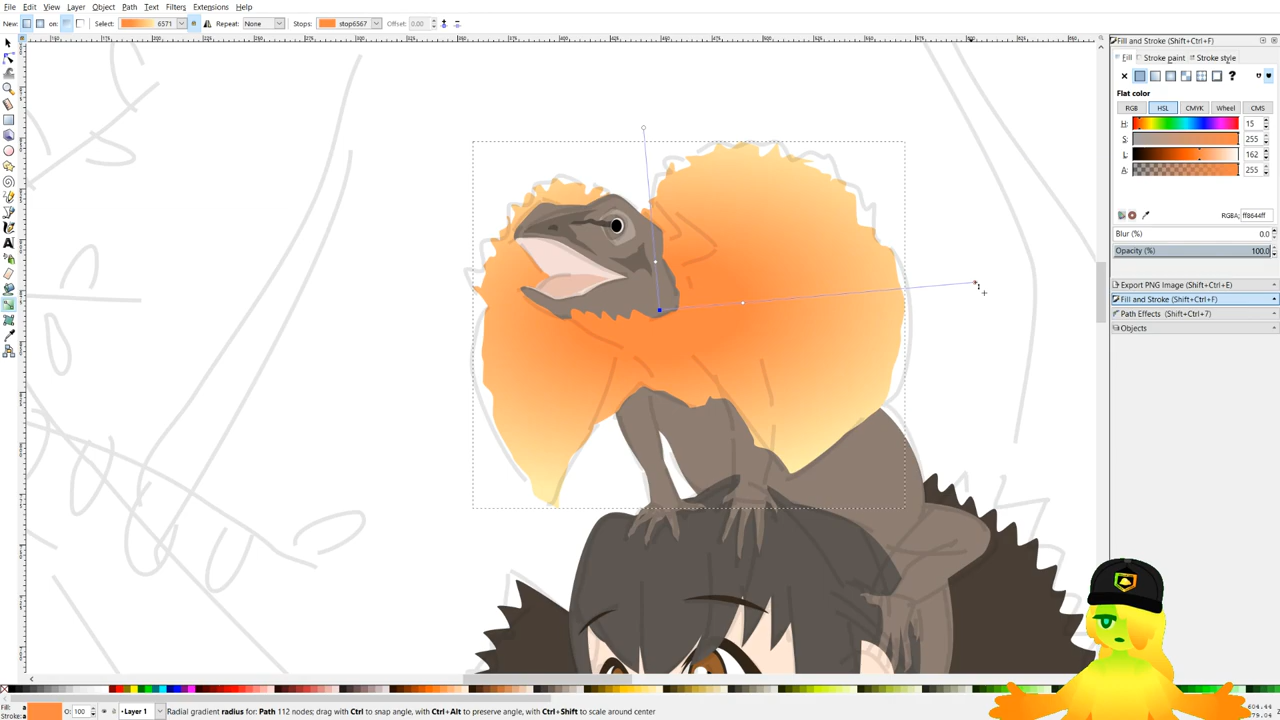 File Edit View Layer Object Path Text Filters Extensions Help
New: on: Select: 6571 Repeat: None Stops: stop6567 Offset: 0.00
Fill and Stroke (Shift+Ctrl+F)
Fill Stroke paint Stroke style
Flat color
RGB HSL CMYK Wheel CMS
H: 15
S: 255
L: 162
A: 255
RGBA: ff8644ff
Blur (%) 0.0
Opacity (%) 100.0
Export PNG Image (Shift+Ctrl+E)
Fill and Stroke (Shift+Ctrl+F)
Path Effects (Shift+Ctrl+7)
Objects
Fill: a
Stroke: a
O: 100
Layer 1
Radial gradient radius for: Path 112 nodes; drag with Ctrl to snap angle, with Ctrl+Alt to preserve angle, with Ctrl+Shift to scale around center